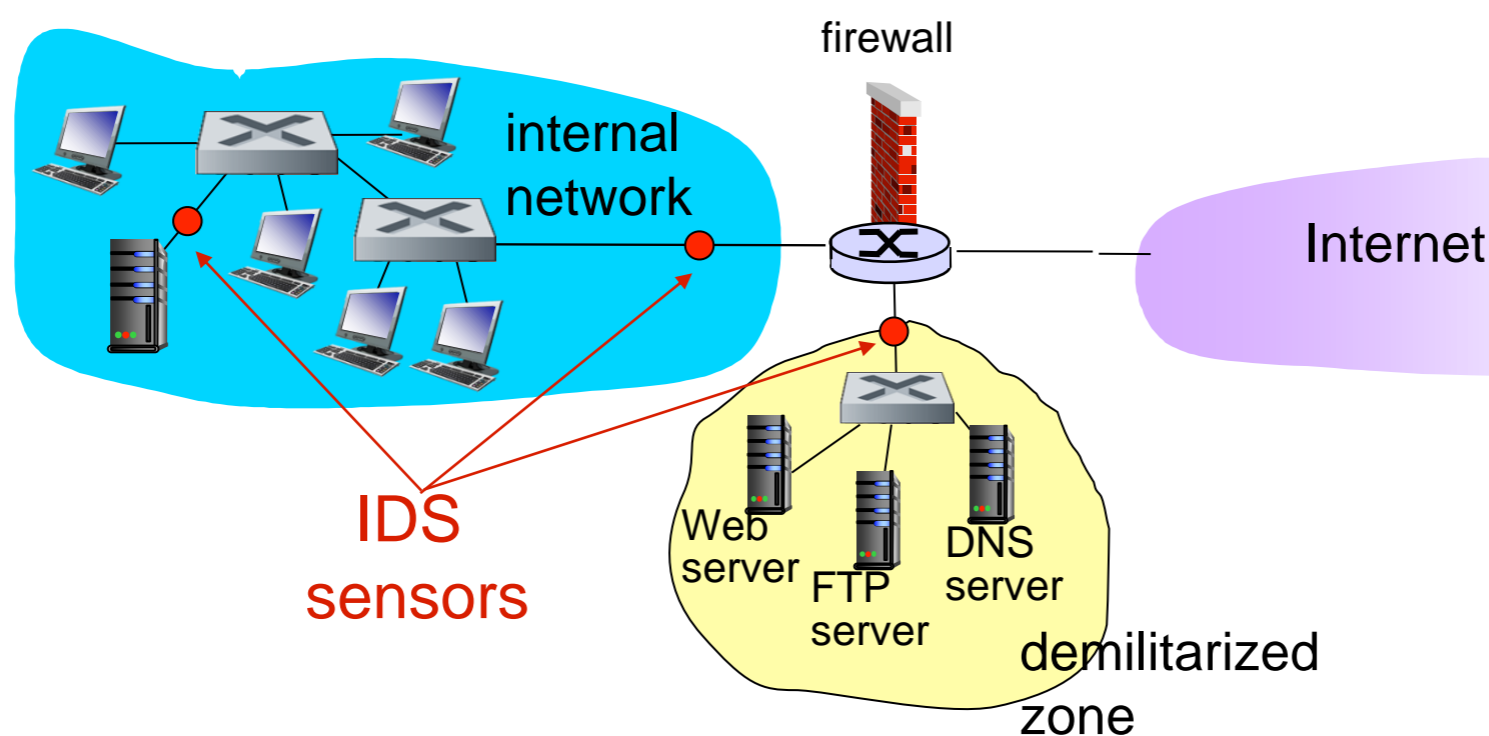 firewall
internal
network
Internet
IDS
sensors
Web
server
FTP
server
DNS
server
demilitarized
zone